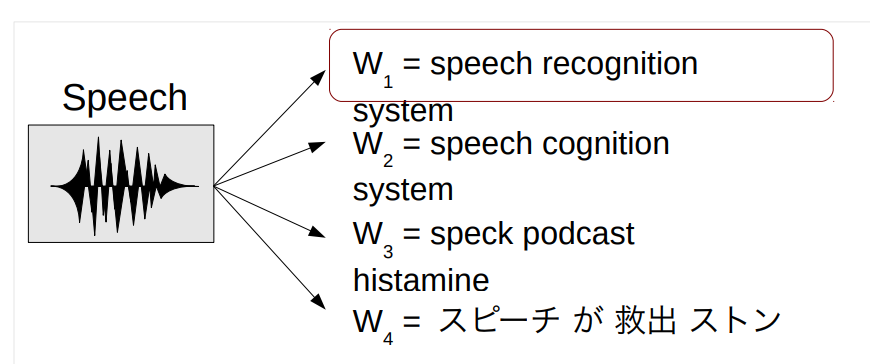 Speech
W1 = speech recognition
system
W2 = speech cognition
system
W3 = speck podcast
histamine
W4 = スピーチ が 救出 ストン